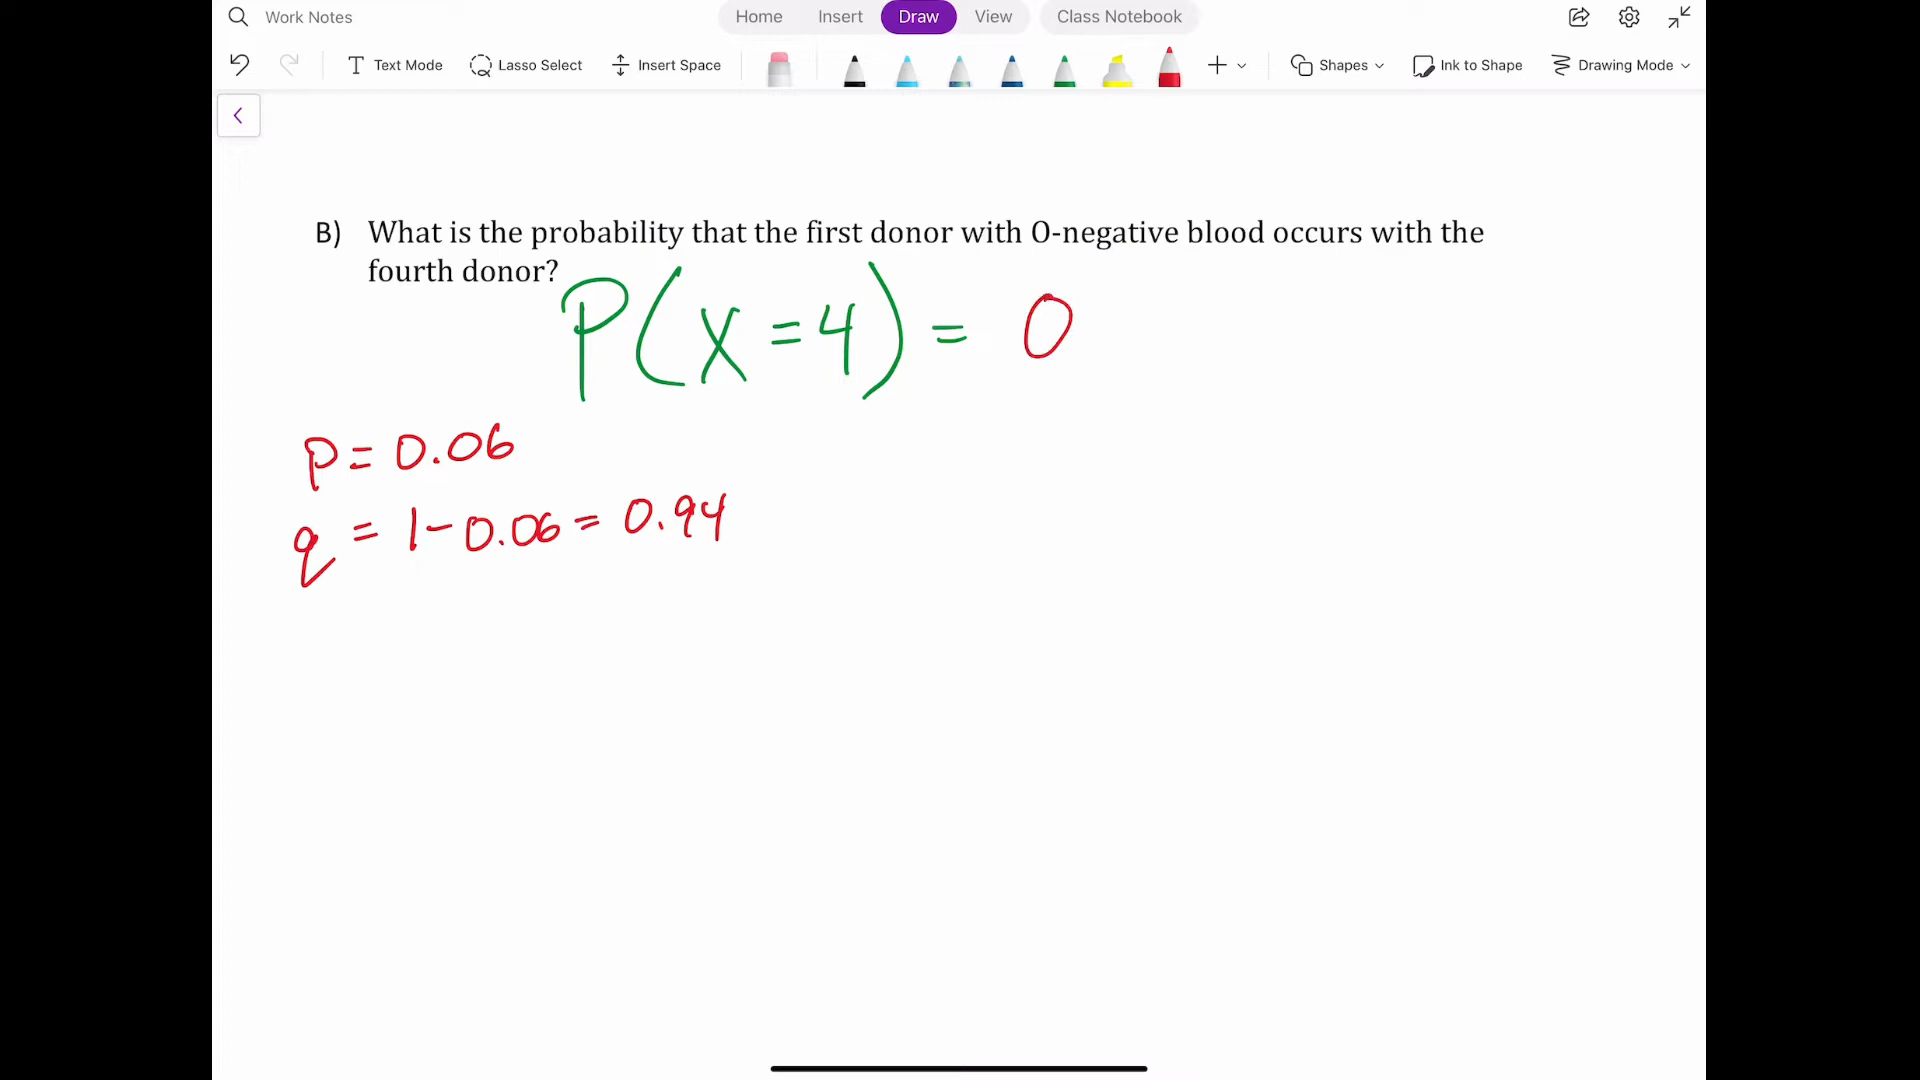 Work Notes
Home Insert Draw View Class Notebook
Text Mode Lasso Select Insert Space Shapes Ink to Shape Drawing Mode
B) What is the probability that the first donor with O-negative blood occurs with the
fourth donor?
P(X=4) = 0
p = 0.06
q = 1-0.06 = 0.94